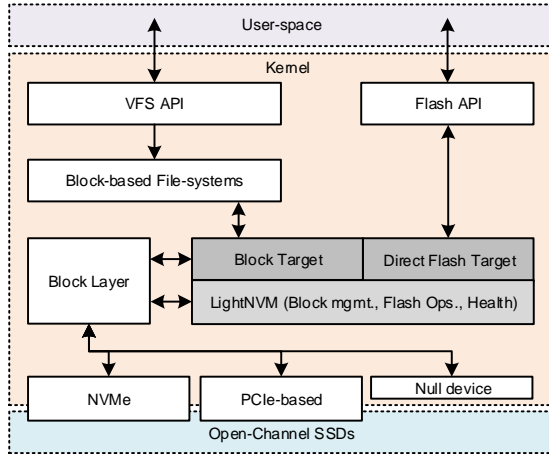 User-space
Kernel
VFS API
Flash API
Block-based File-systems
Block Layer
Block Target
Direct Flash Target
LightNVM (Block mgmt., Flash Ops., Health)
NVMe
PCIe-based
Null device
Open-Channel SSDs